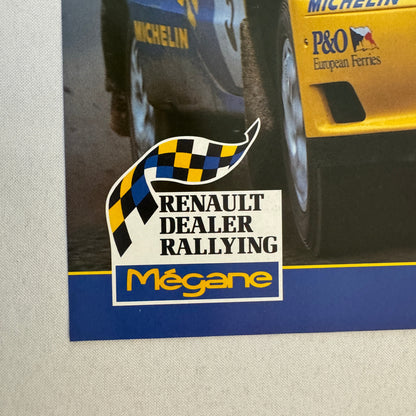 MICHELIN
MICHELIN
P&O
European Ferries
RENAULT
DEALER
RALLYING
Mégane